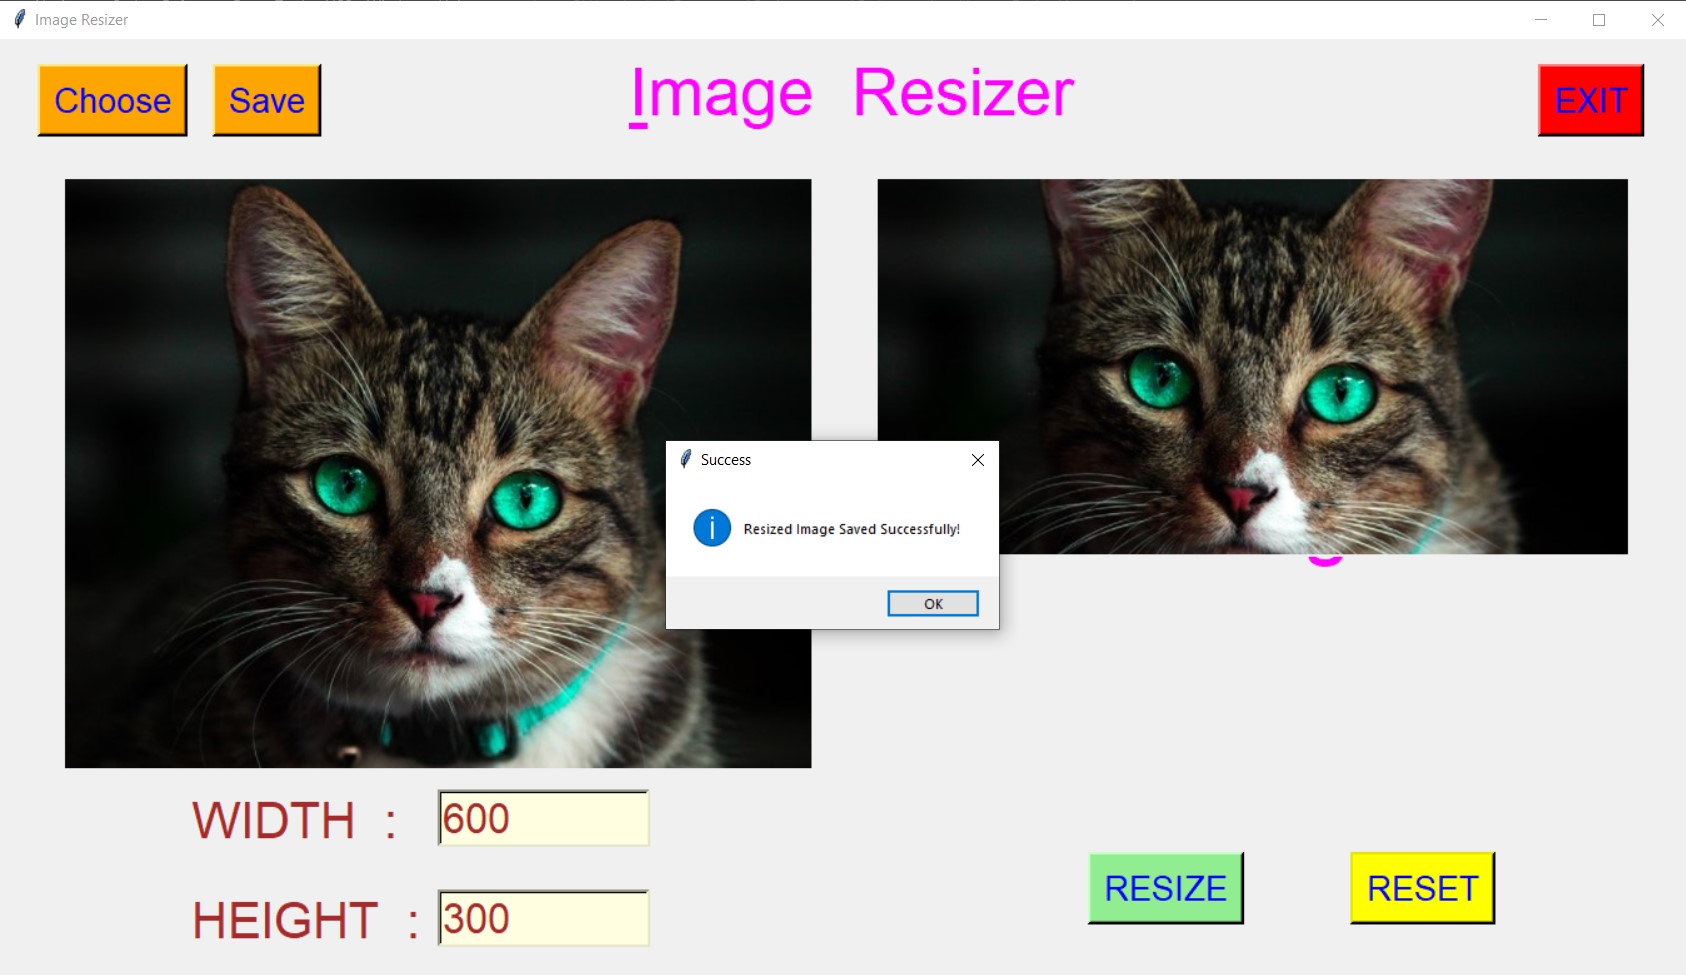 Image Resizer
Choose
Save
Image Resizer
EXIT
Success
Resized Image Saved Successfully!
OK
WIDTH :
600
HEIGHT :
300
RESIZE
RESET